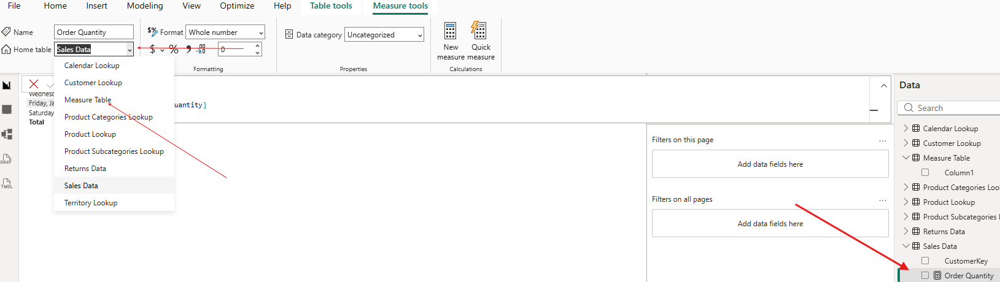 File Home Insert Modeling View Optimize Help Table tools Measure tools
Name Order Quantity
Home table Sales Data
$% Format Whole number
$ % 0
Formatting
Data category Uncategorized
Properties
New measure
Quick measure
Calculations
Calendar Lookup
Customer Lookup
Measure Table
Product Categories Lookup
Product Lookup
Product Subcategories Lookup
Returns Data
Sales Data
Territory Lookup
Wednesd
Friday, Ja
Saturday
Total
uantity]
DAX
TMDL
Filters on this page ...
Add data fields here
Filters on all pages ...
Add data fields here
Data
Search
Calendar Lookup
Customer Lookup
Measure Table
Column1
Product Categories Loo
Product Lookup
Product Subcategories L
Returns Data
Sales Data
CustomerKey
Order Quantity